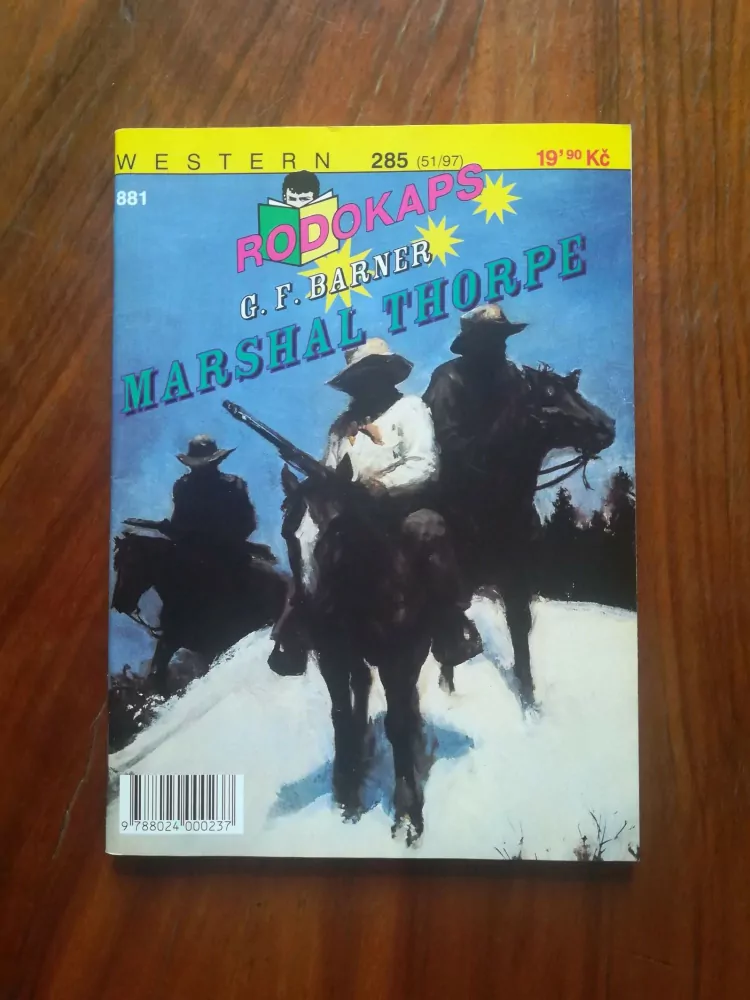 WESTERN 285 (51/97) 19'90 Kč
881
RODOKAPS
G. F. BARNER
MARSHAL THORPE
9 788024 000237